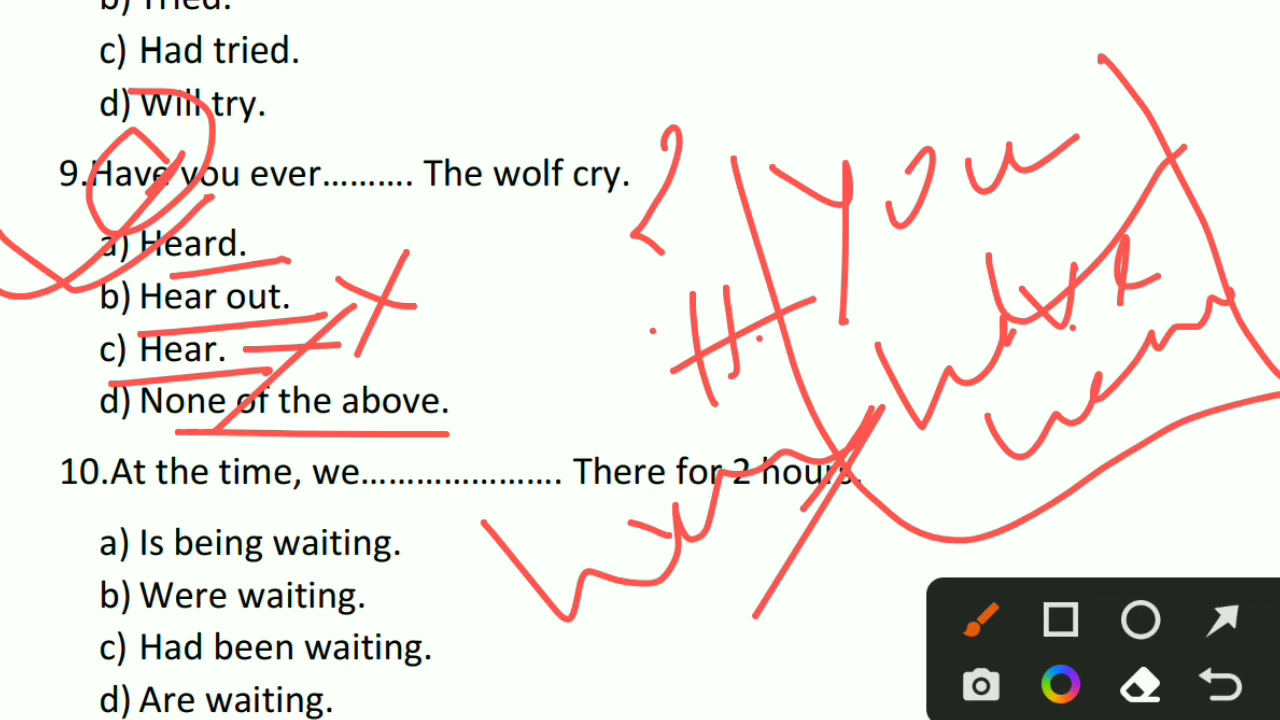 b) Tried.
c) Had tried.
d) Will try.
9.Have you ever.......... The wolf cry.
a) Heard.
b) Hear out.
c) Hear.
d) None of the above.
10.At the time, we...................... There for 2 hours.
a) Is being waiting.
b) Were waiting.
c) Had been waiting.
d) Are waiting.
you